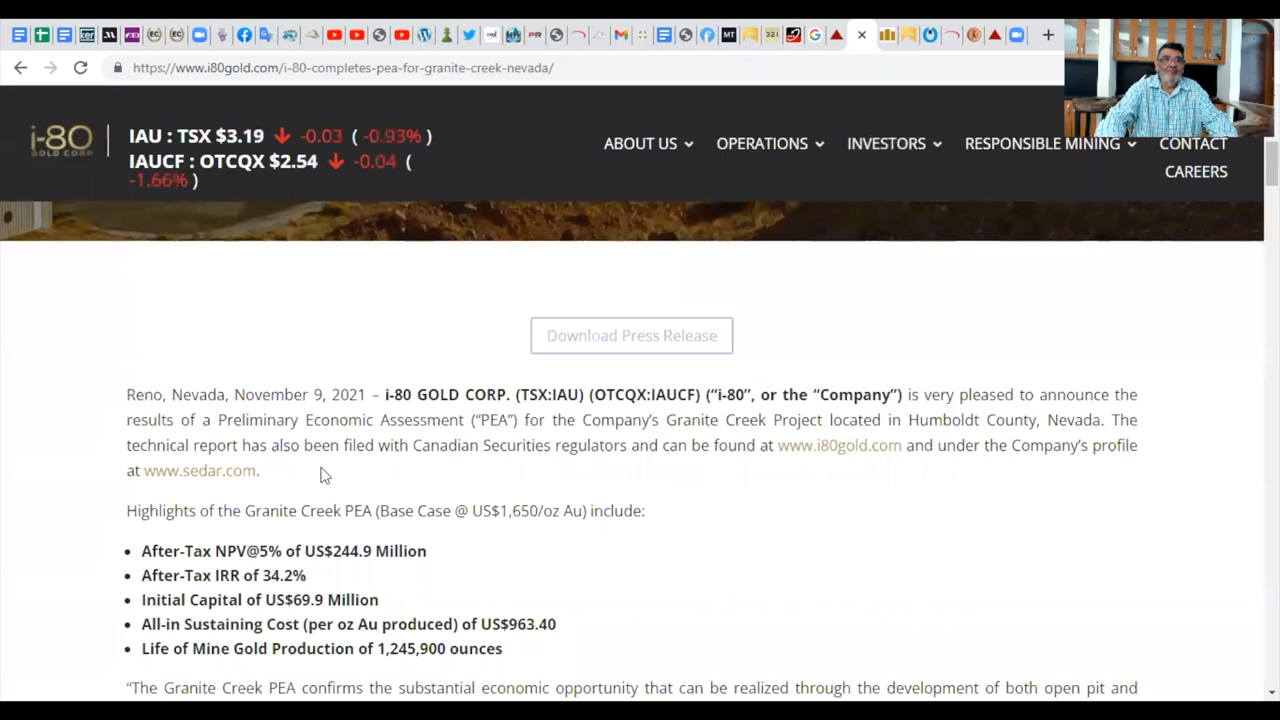 https://www.i80gold.com/i-80-completes-pea-for-granite-creek-nevada/
i-80
GOLD CORP
IAU : TSX $3.19 -0.03 ( -0.93% )
IAUCF : OTCQX $2.54 -0.04 (
-1.66% )
ABOUT US OPERATIONS INVESTORS RESPONSIBLE MINING CONTACT
CAREERS
Download Press Release
Reno, Nevada, November 9, 2021 – i-80 GOLD CORP. (TSX:IAU) (OTCQX:IAUCF) (“i-80”, or the “Company”) is very pleased to announce the
results of a Preliminary Economic Assessment (“PEA”) for the Company’s Granite Creek Project located in Humboldt County, Nevada. The
technical report has also been filed with Canadian Securities regulators and can be found at www.i80gold.com and under the Company’s profile
at www.sedar.com.
Highlights of the Granite Creek PEA (Base Case @ US$1,650/oz Au) include:
• After-Tax NPV@5% of US$244.9 Million
• After-Tax IRR of 34.2%
• Initial Capital of US$69.9 Million
• All-in Sustaining Cost (per oz Au produced) of US$963.40
• Life of Mine Gold Production of 1,245,900 ounces
“The Granite Creek PEA confirms the substantial economic opportunity that can be realized through the development of both open pit and